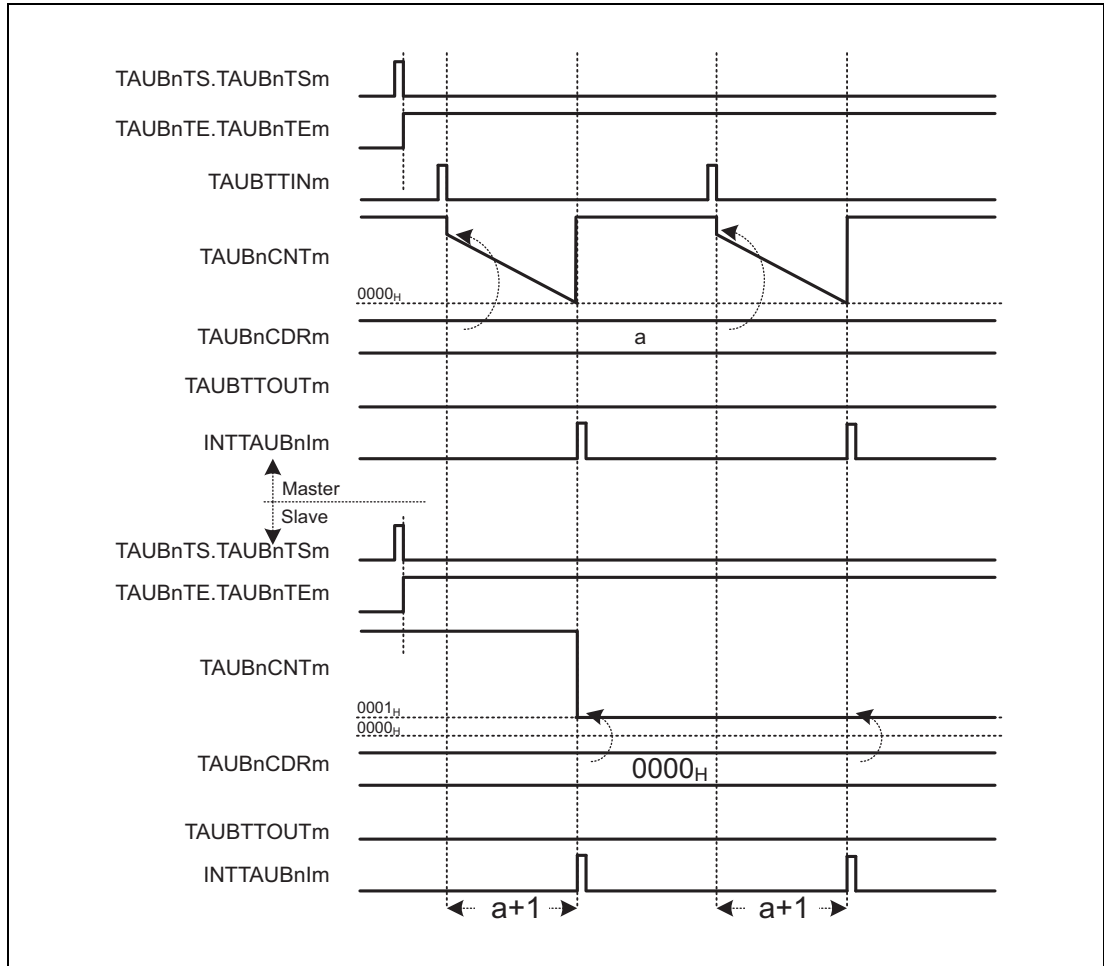 TAUBnTS.TAUBnTSm
TAUBnTE.TAUBnTEm
TAUBTTINm
TAUBnCNTm
0000H
TAUBnCDRm
a
TAUBTTOUTm
INTTAUBnIm
Master
Slave
TAUBnTS.TAUBnTSm
TAUBnTE.TAUBnTEm
TAUBnCNTm
0001H
0000H
TAUBnCDRm
0000H
TAUBTTOUTm
INTTAUBnIm
a+1
a+1